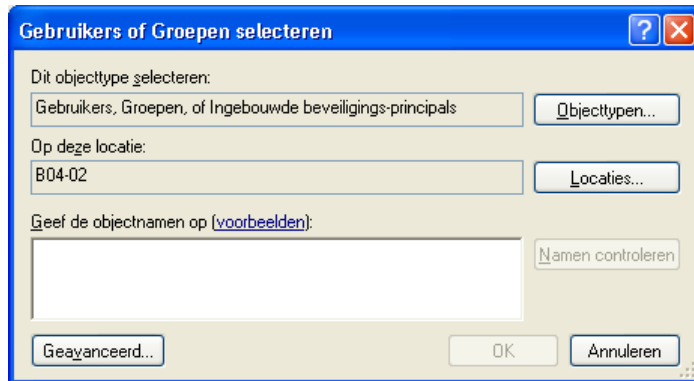 Gebruikers of Groepen selecteren
Dit objecttype selecteren:
Gebruikers, Groepen, of Ingebouwde beveiligings-principals
Objecttypen...
Op deze locatie:
B04-02
Locaties...
Geef de objectnamen op (voorbeelden):
Namen controleren
Geavanceerd...
OK
Annuleren